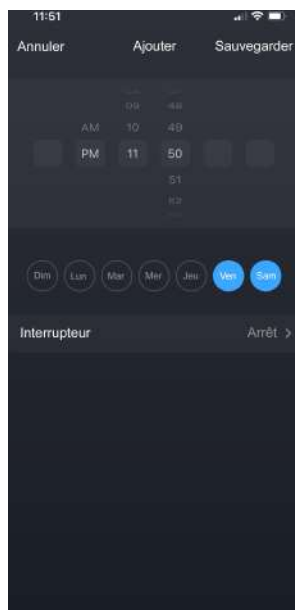 11:51
Annuler Ajouter Sauvegarder
09 48
AM 10 49
PM 11 50
51
52
Dim Lun Mar Mer Jeu Ven Sam
Interrupteur Arrêt >